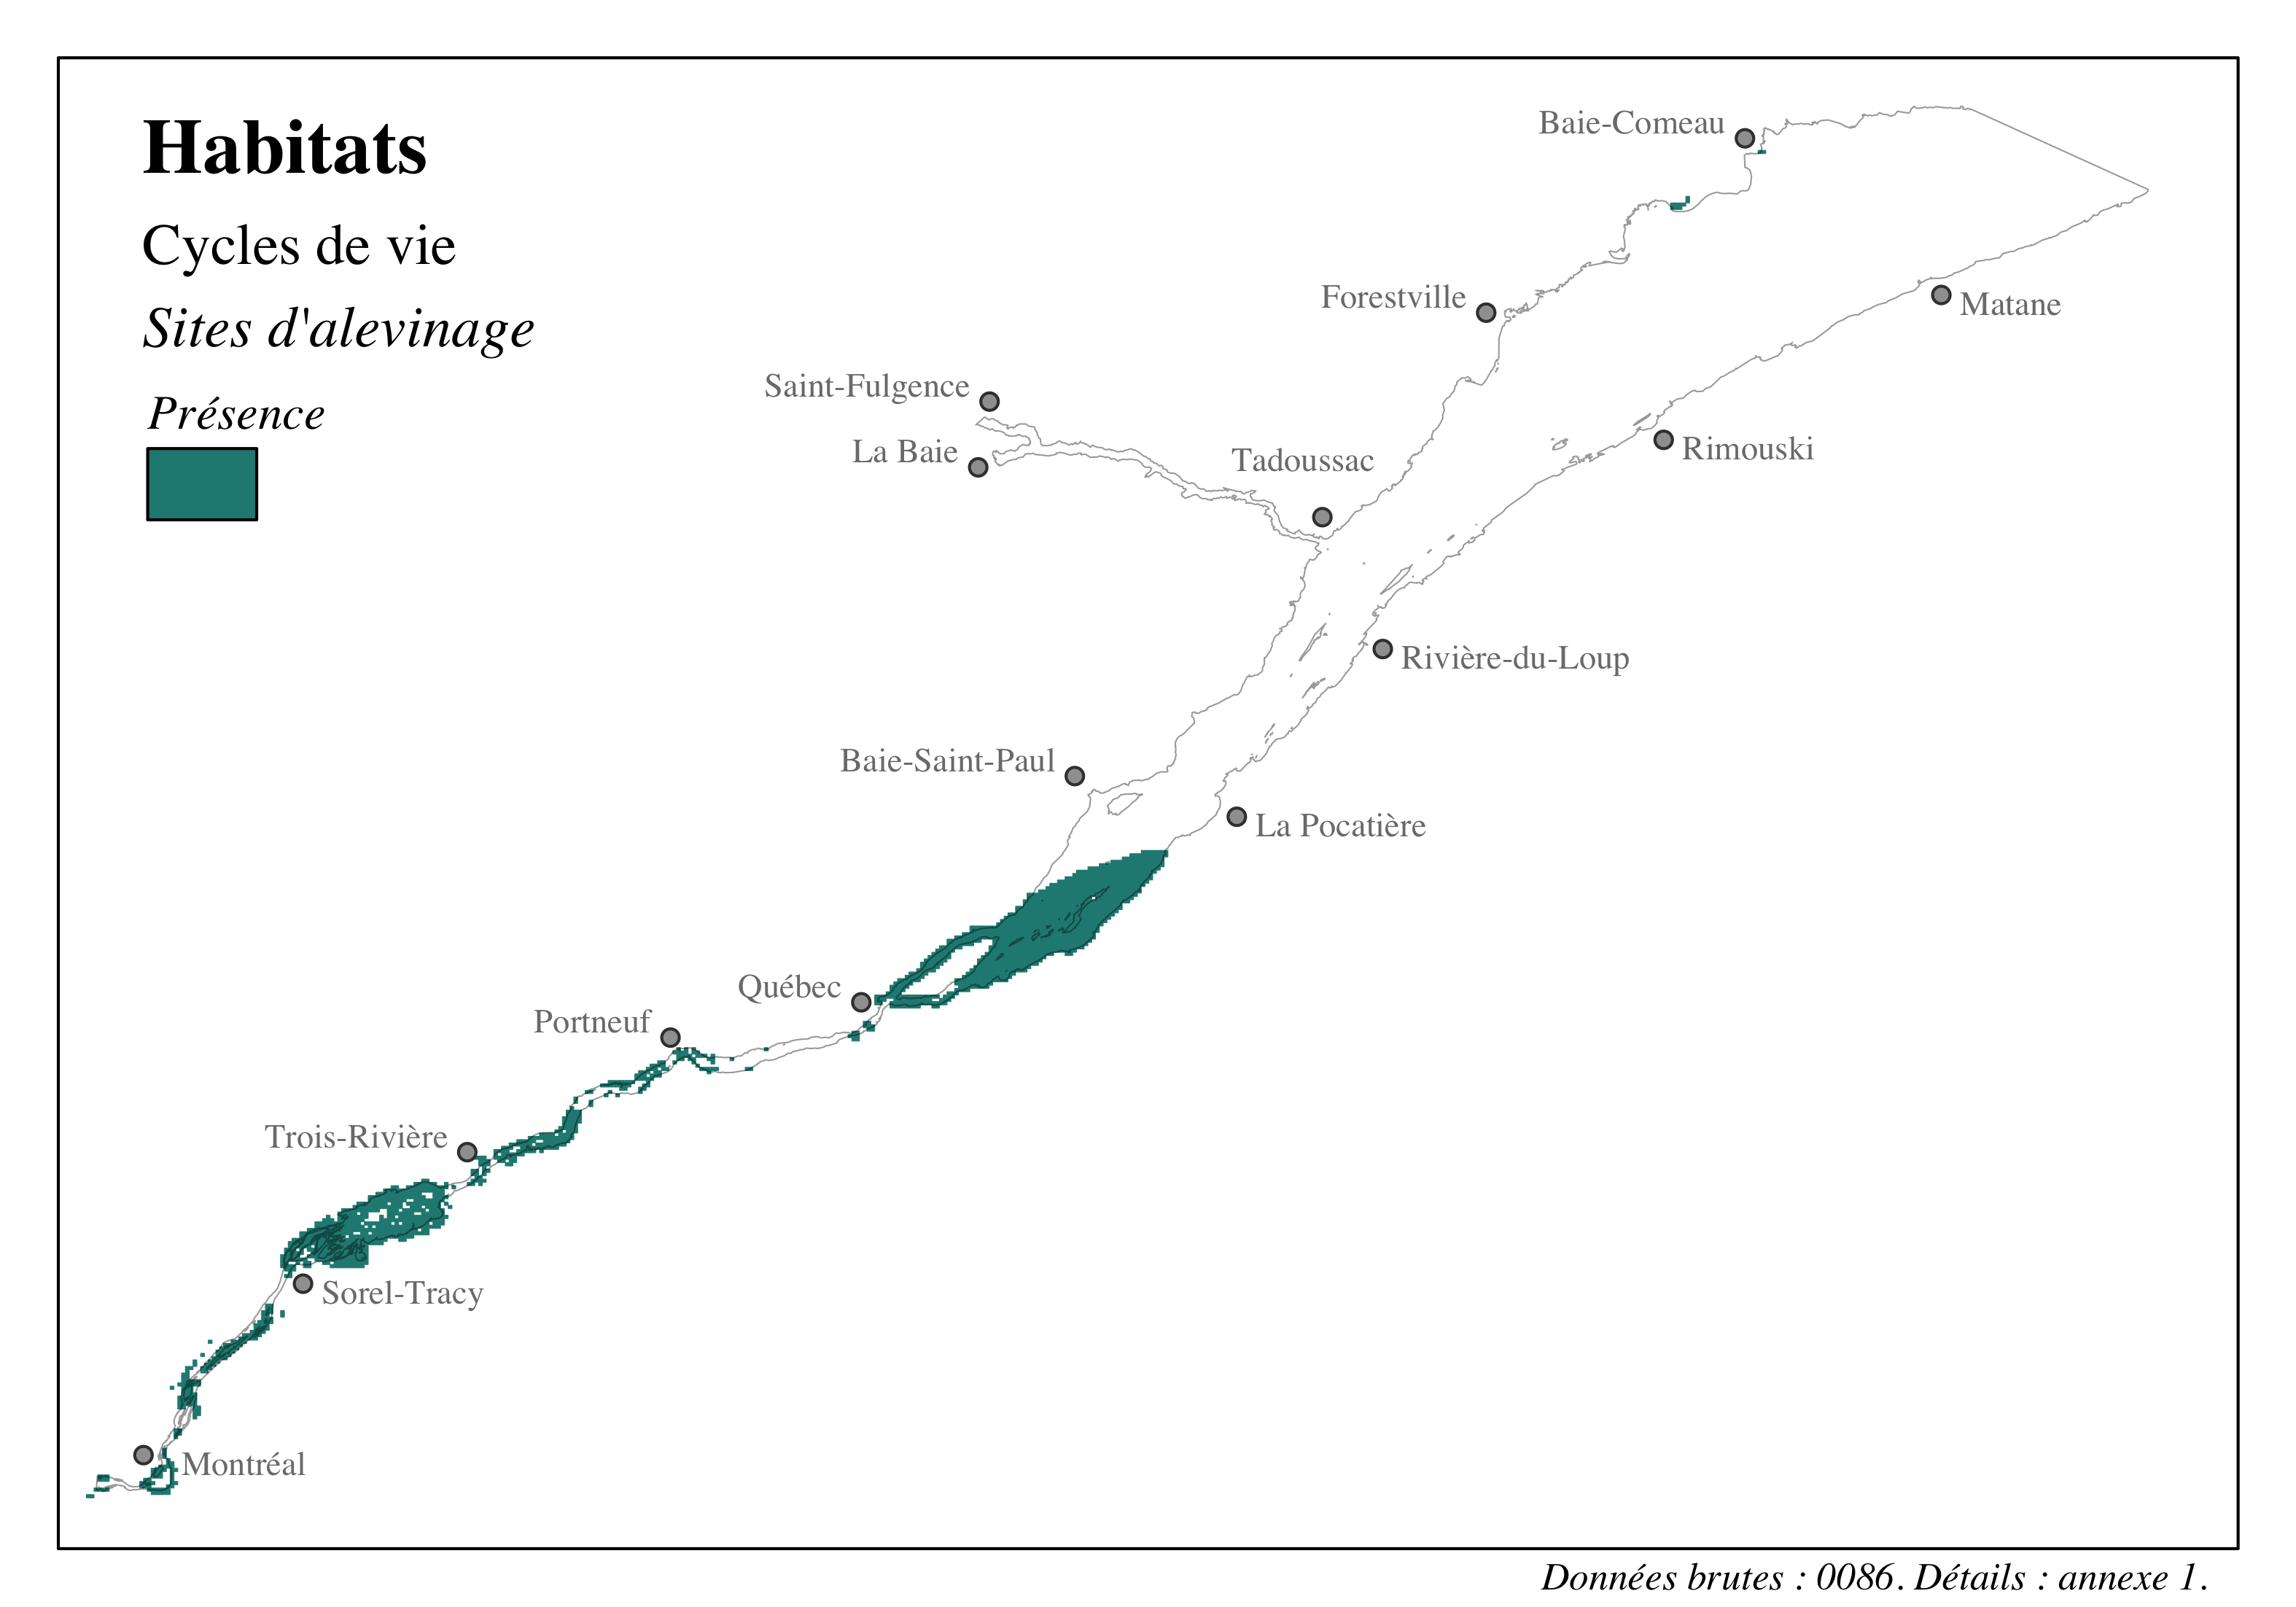 Habitats
Cycles de vie
Sites d'alevinage
Présence
Baie-Comeau
Forestville
Matane
Saint-Fulgence
La Baie
Tadoussac
Rimouski
Rivière-du-Loup
Baie-Saint-Paul
La Pocatière
Québec
Portneuf
Trois-Rivière
Sorel-Tracy
Montréal
Données brutes : 0086. Détails : annexe 1.